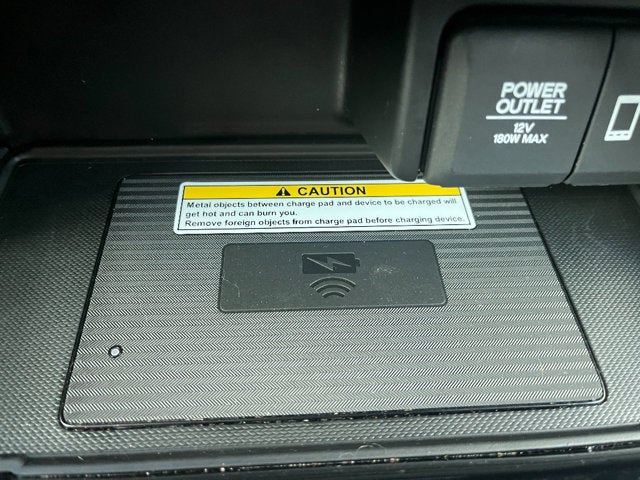 POWER
OUTLET
12V
180W MAX
CAUTION
Metal objects between charge pad and device to be charged will
get hot and can burn you.
Remove foreign objects from charge pad before charging device.